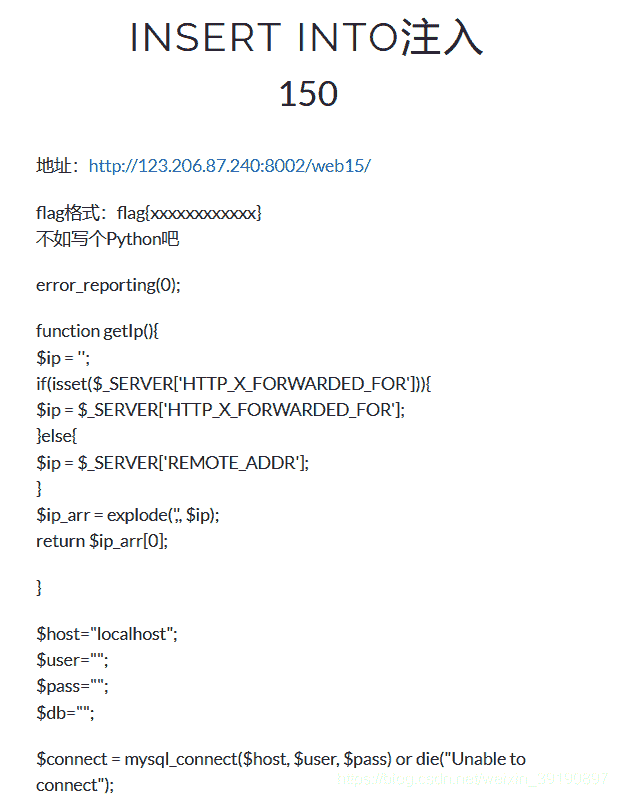 INSERT INTO注入
150
地址：http://123.206.87.240:8002/web15/
flag格式：flag{xxxxxxxxxxxx}
不如写个Python吧
error_reporting(0);
function getIp(){
$ip = '';
if(isset($_SERVER['HTTP_X_FORWARDED_FOR'])){
$ip = $_SERVER['HTTP_X_FORWARDED_FOR'];
}else{
$ip = $_SERVER['REMOTE_ADDR'];
}
$ip_arr = explode(',', $ip);
return $ip_arr[0];
}
$host="localhost";
$user="";
$pass="";
$db="";
$connect = mysql_connect($host, $user, $pass) or die("Unable to
connect");
https://blog.csdn.net/weixin_39190897